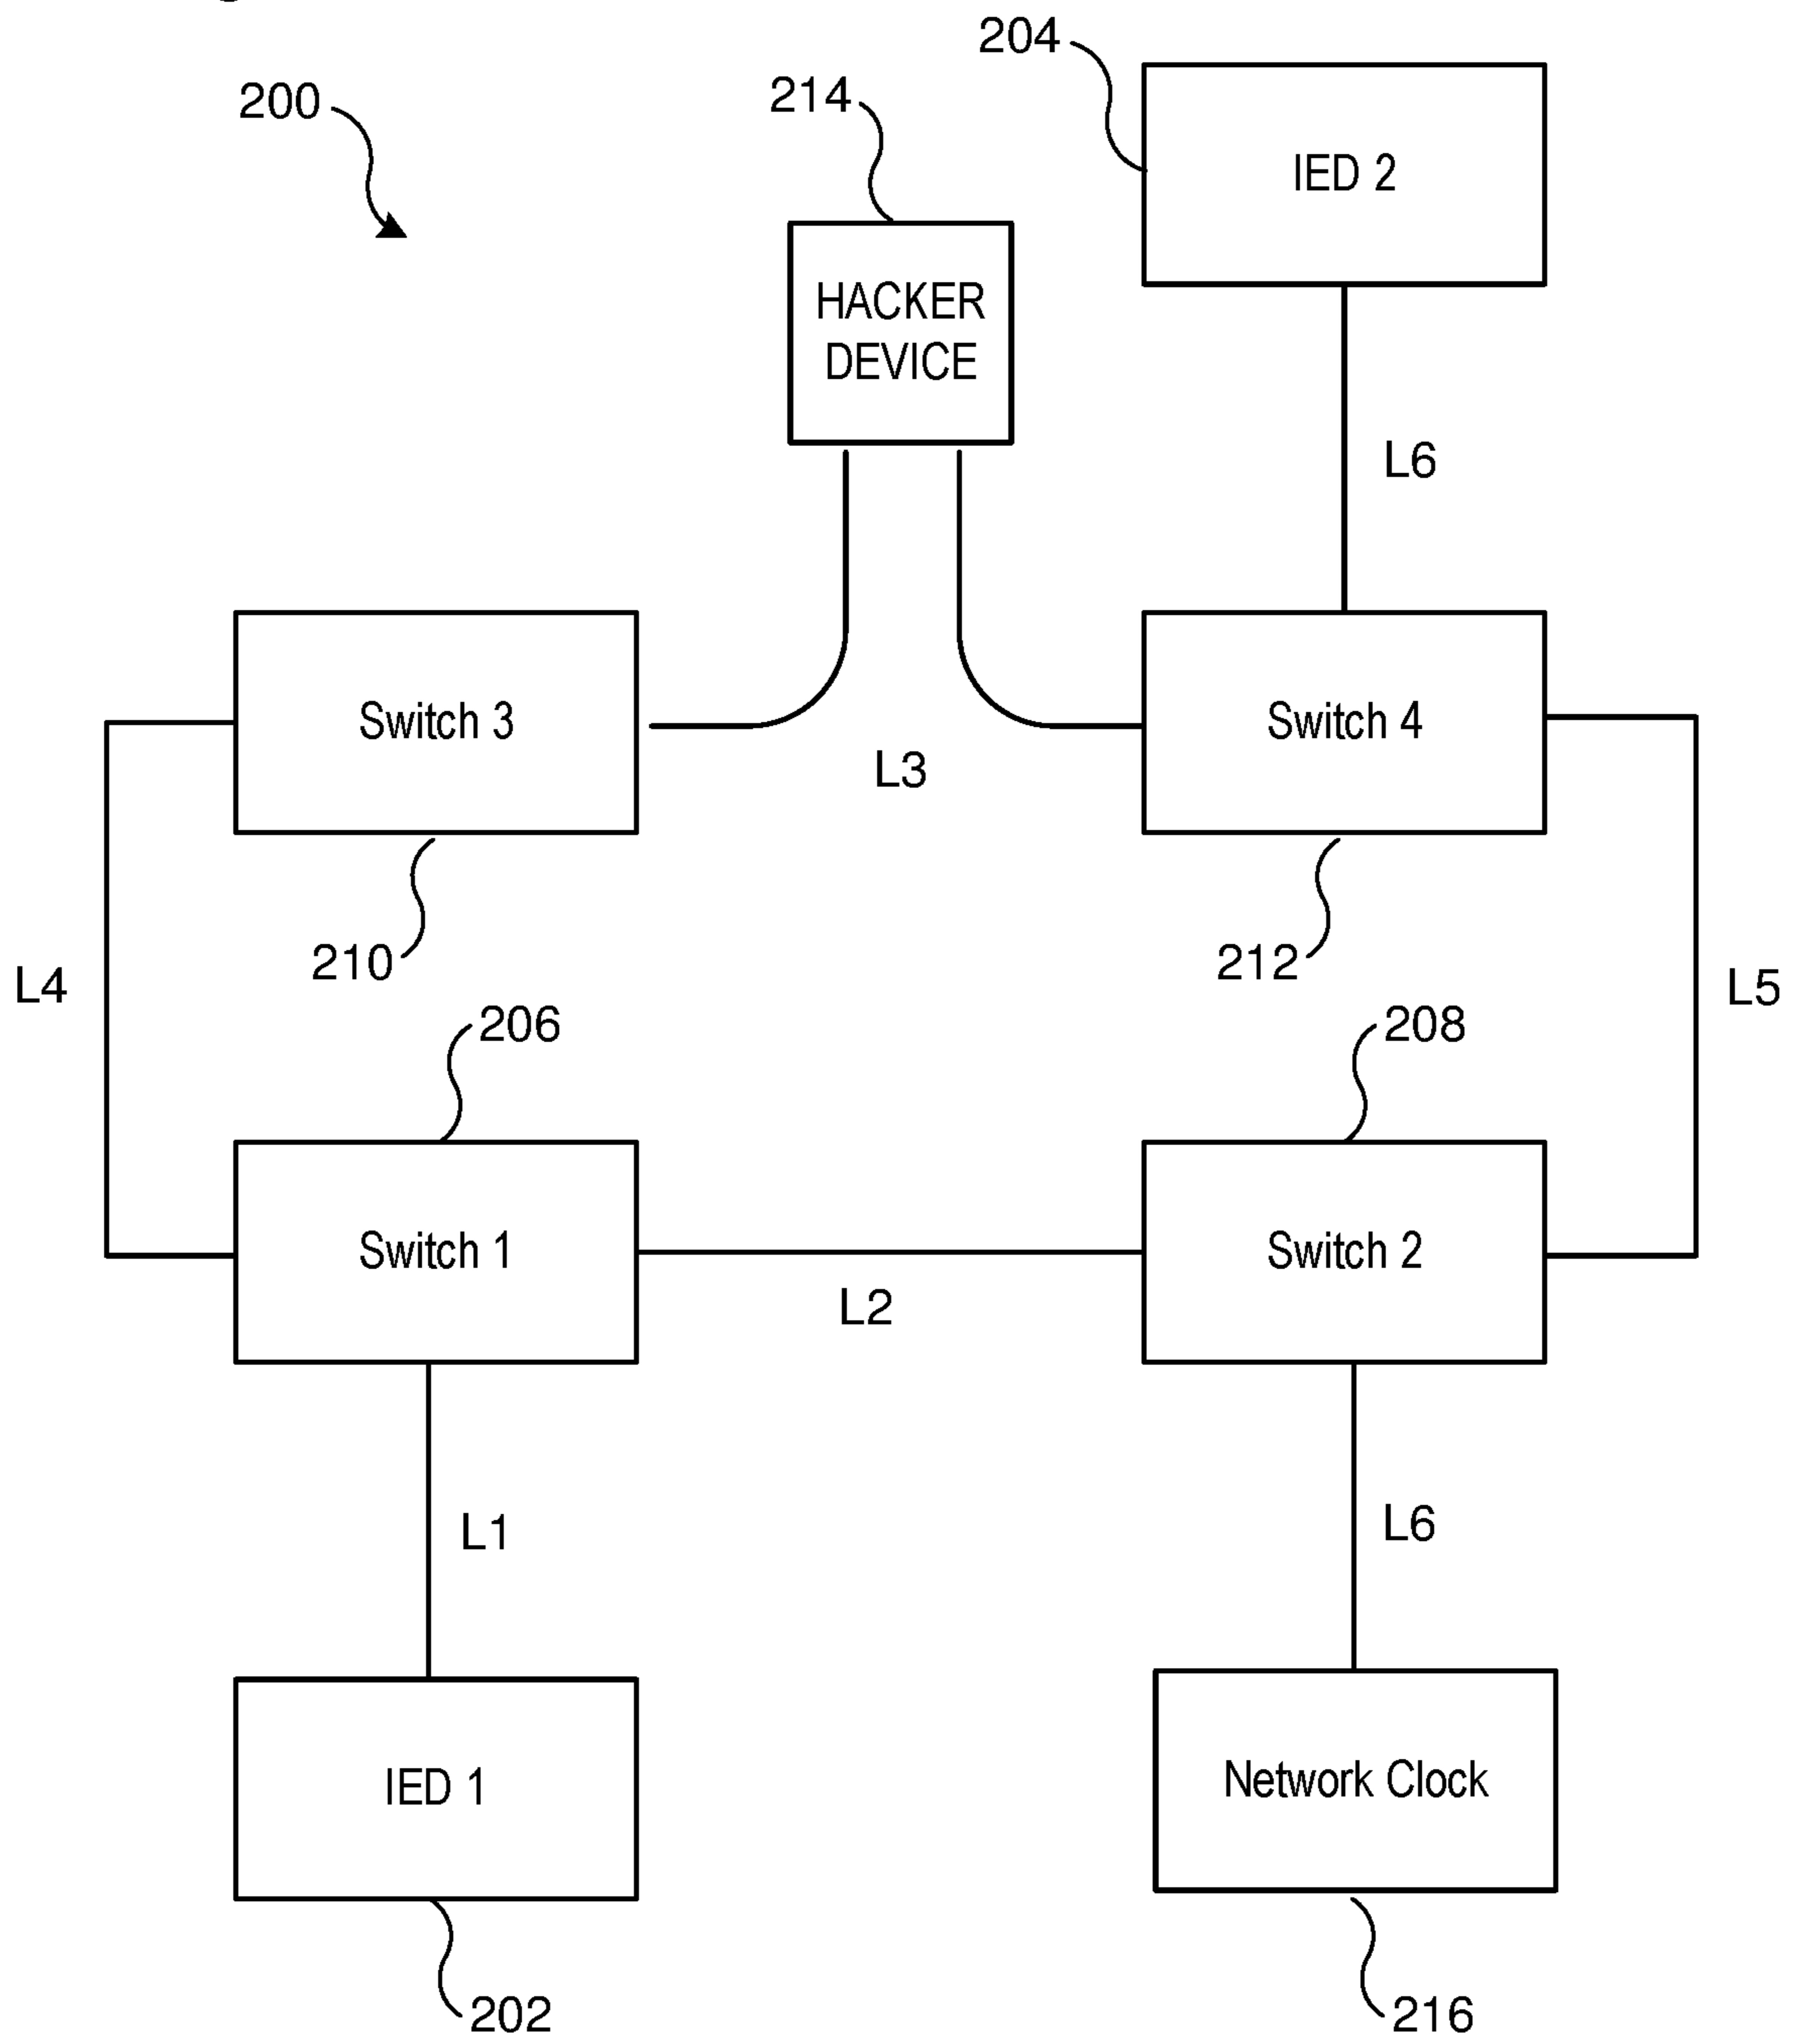 204
200
214
IED 2
HACKER
DEVICE
L6
Switch 3
Switch 4
L3
210
212
L4
L5
206
208
Switch 1
Switch 2
L2
L1
L6
IED 1
Network Clock
202
216